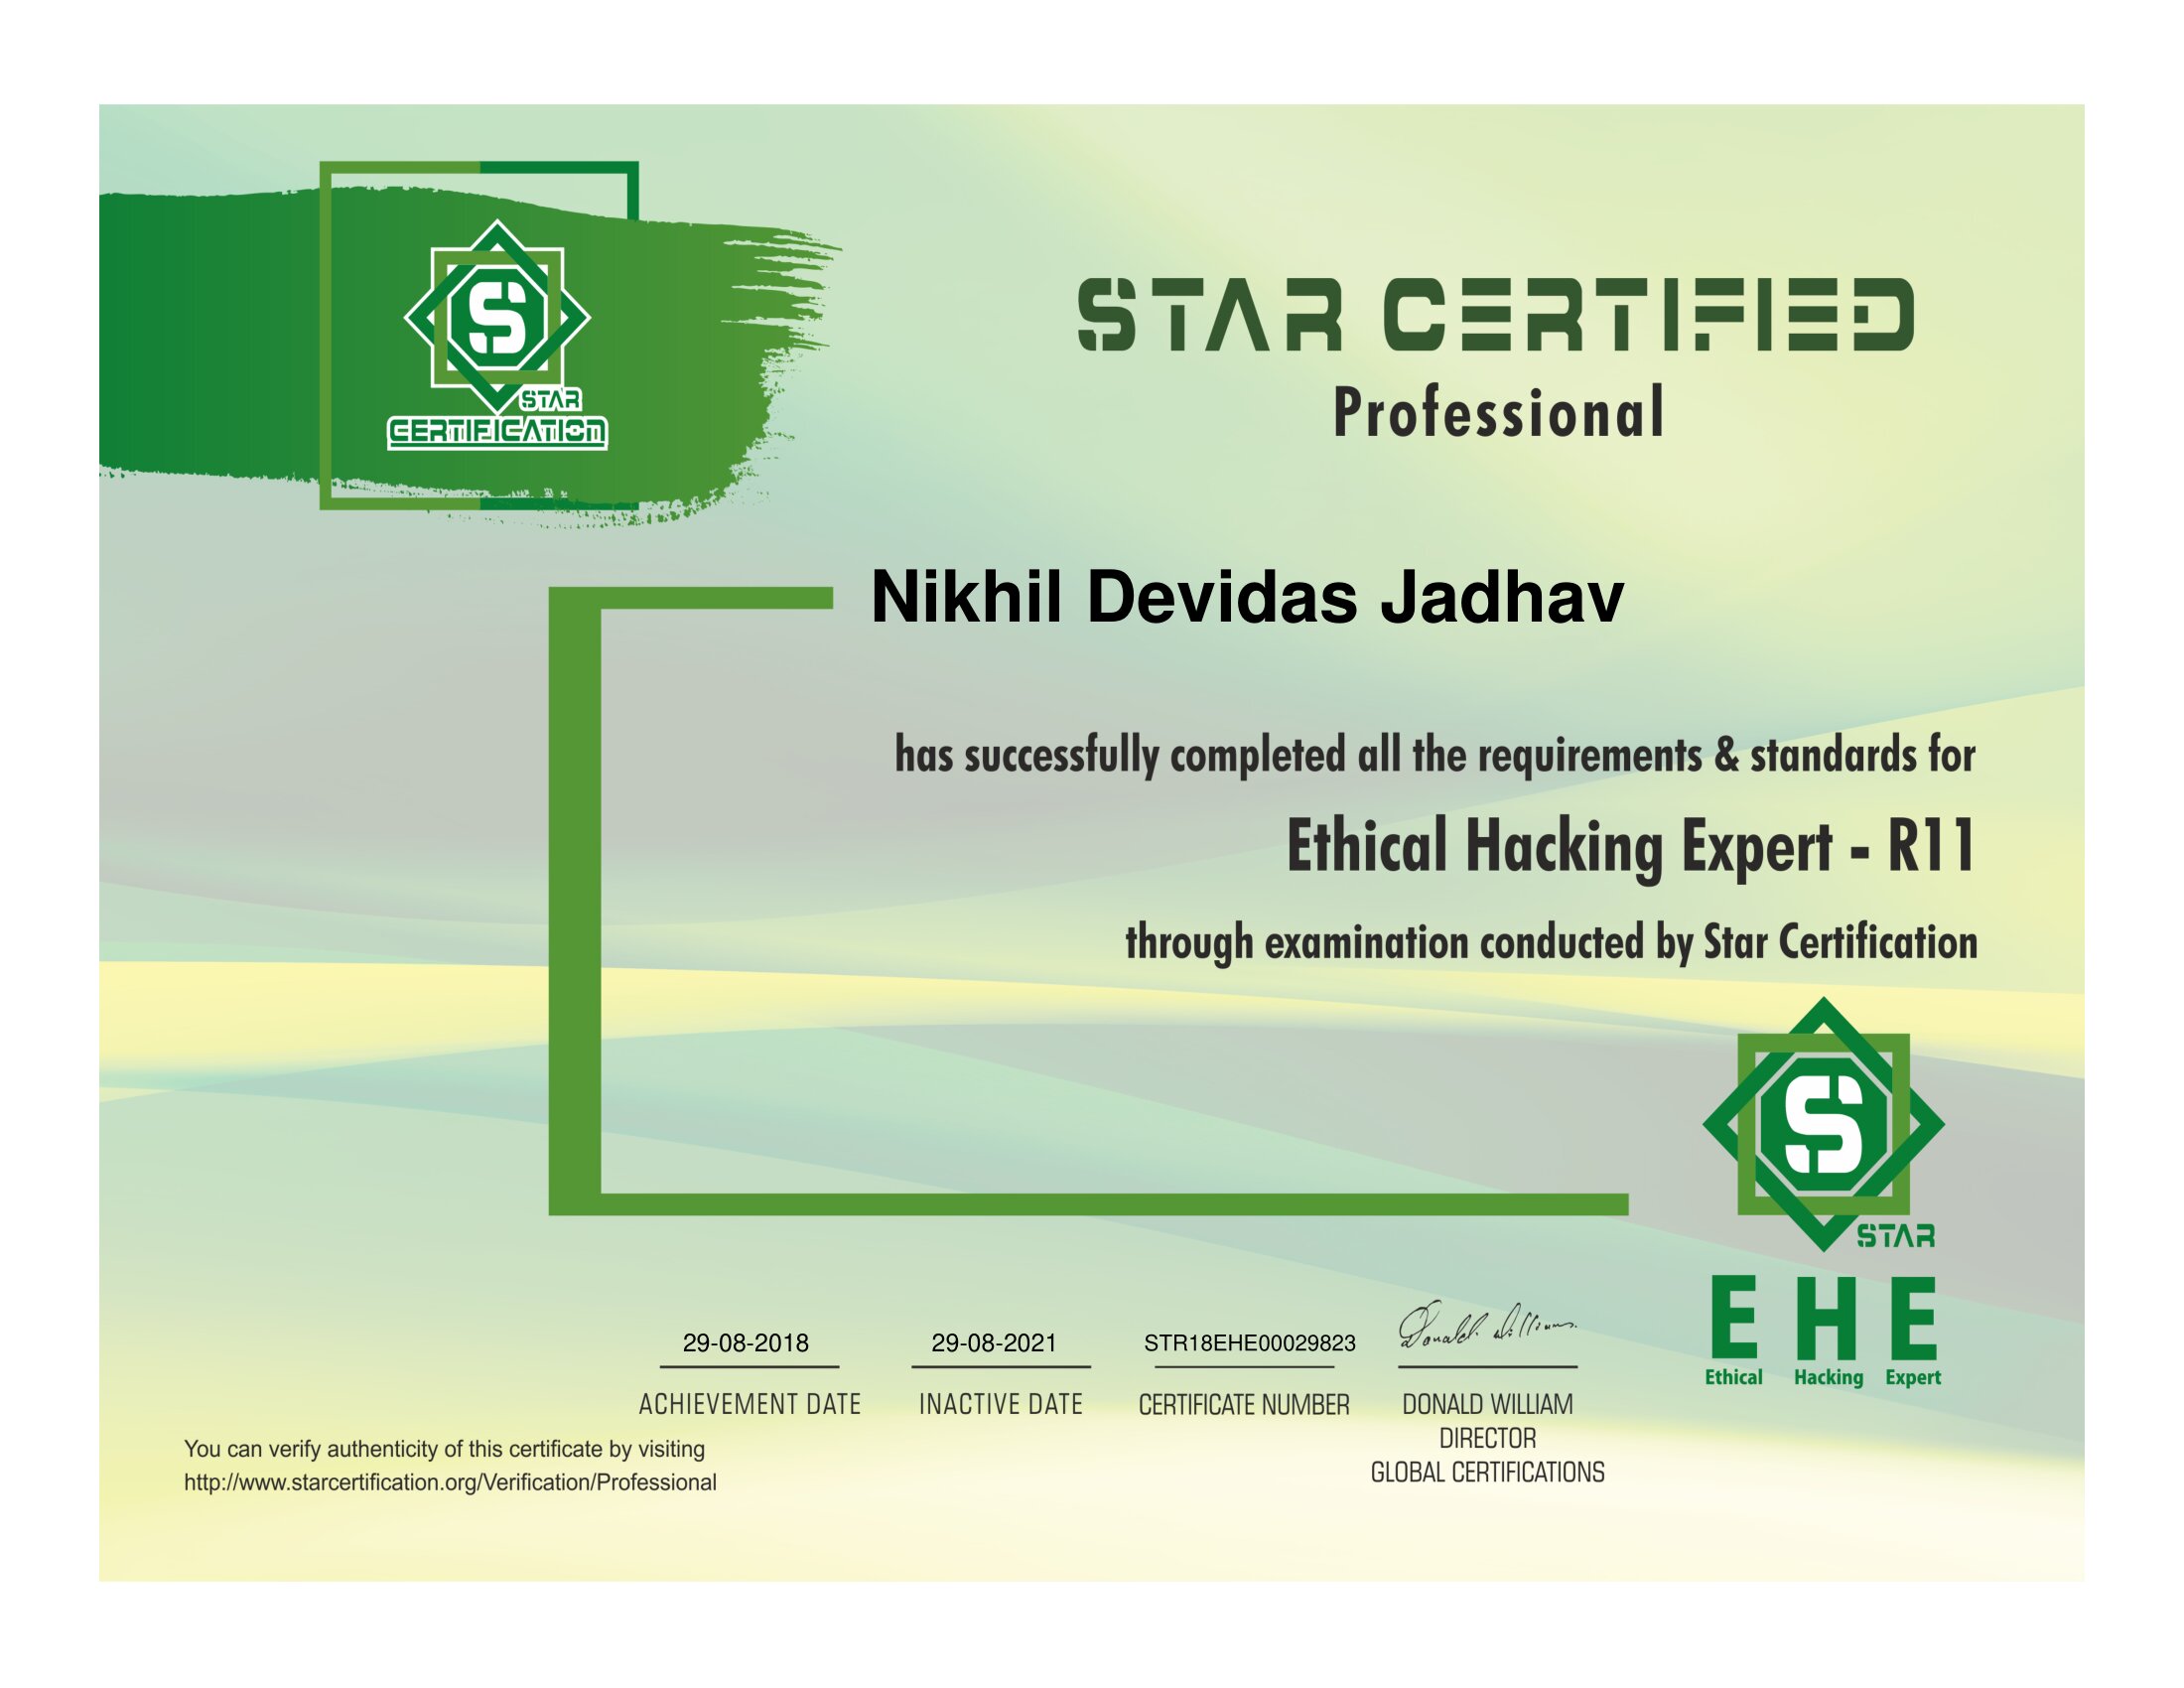 STAR
CERTIFICATION
STAR CERTIFIED
Professional
Nikhil Devidas Jadhav
has successfully completed all the requirements & standards for
Ethical Hacking Expert - R11
through examination conducted by Star Certification
S
STAR
E H E
Ethical Hacking Expert
29-08-2018
ACHIEVEMENT DATE
29-08-2021
INACTIVE DATE
STR18EHE00029823
CERTIFICATE NUMBER
Donald William
DONALD WILLIAM
DIRECTOR
GLOBAL CERTIFICATIONS
You can verify authenticity of this certificate by visiting
http://www.starcertification.org/Verification/Professional